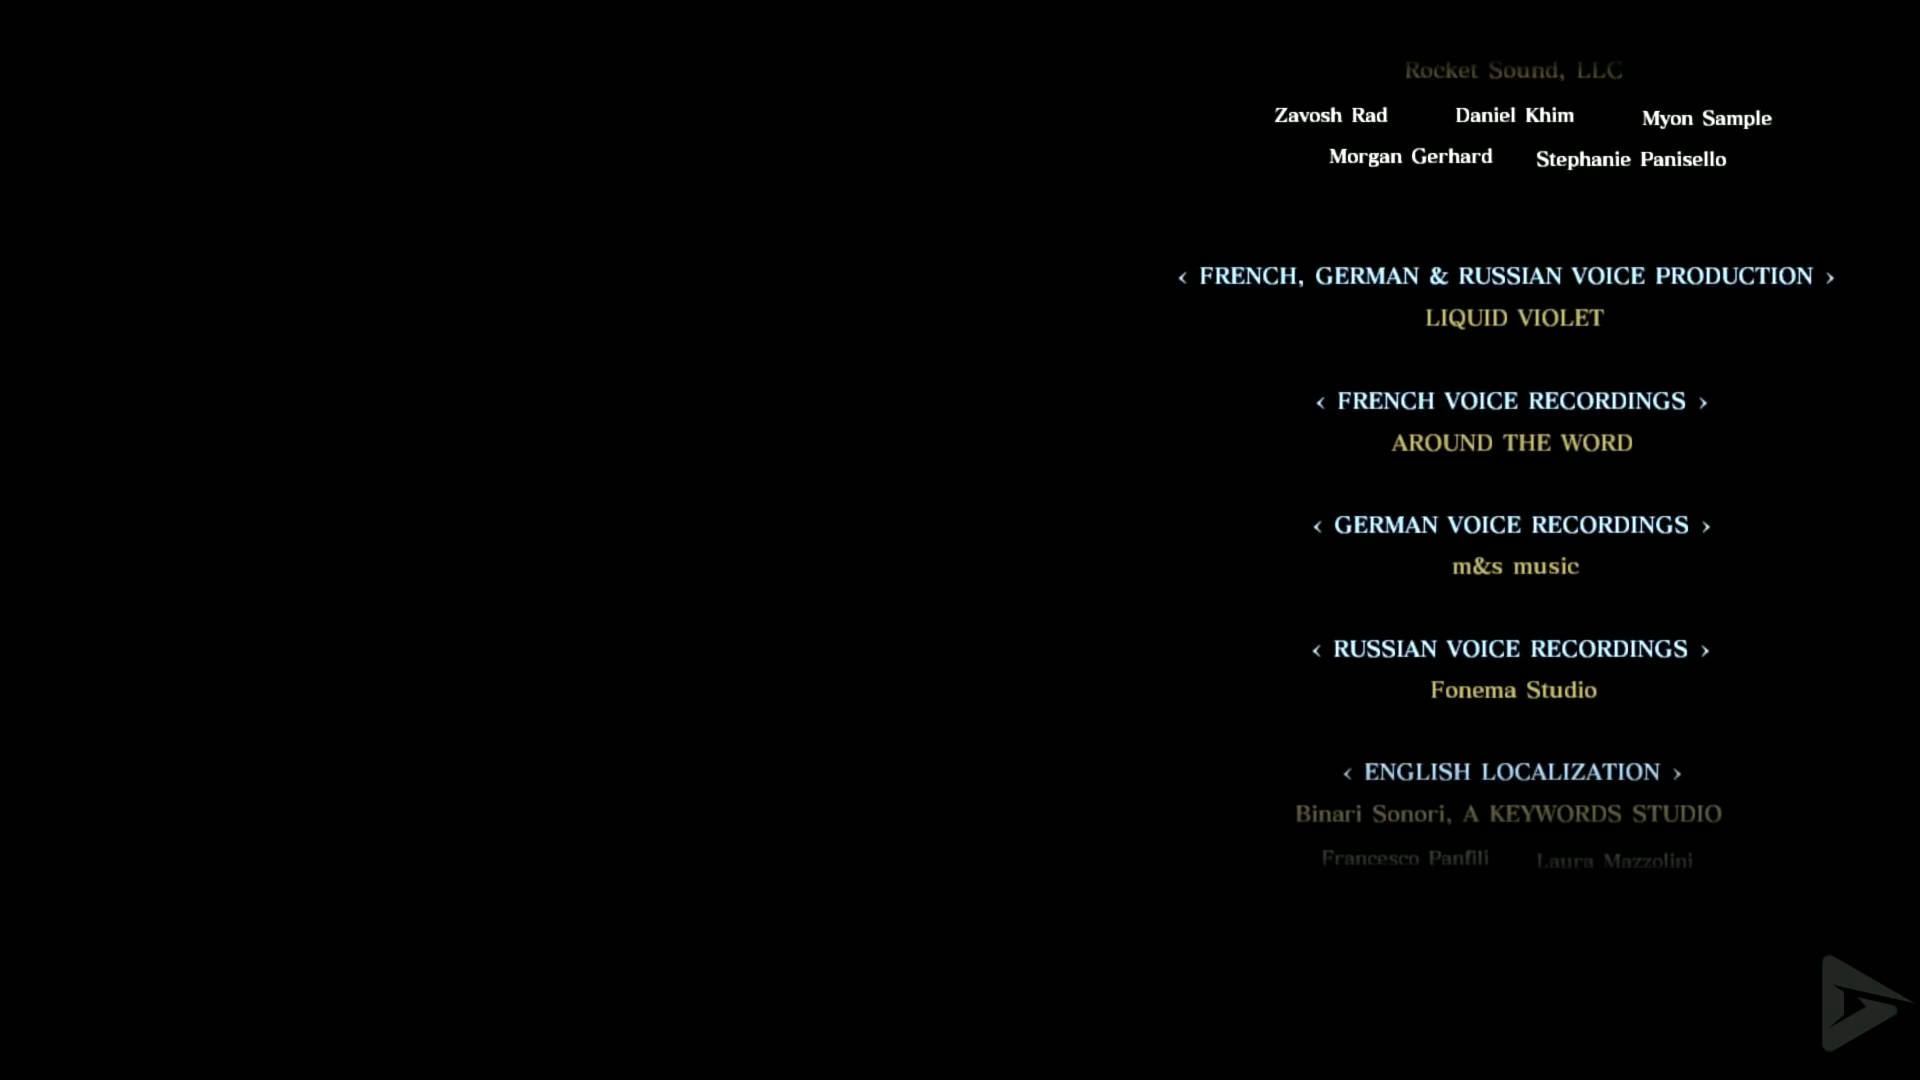 Rocket Sound, LLC
Zavosh Rad Daniel Khim Myon Sample
Morgan Gerhard Stephanie Panisello
‹ FRENCH, GERMAN & RUSSIAN VOICE PRODUCTION ›
LIQUID VIOLET
‹ FRENCH VOICE RECORDINGS ›
AROUND THE WORD
‹ GERMAN VOICE RECORDINGS ›
m&s music
‹ RUSSIAN VOICE RECORDINGS ›
Fonema Studio
‹ ENGLISH LOCALIZATION ›
Binari Sonori, A KEYWORDS STUDIO
Francesco Panfili Laura Mazzolini